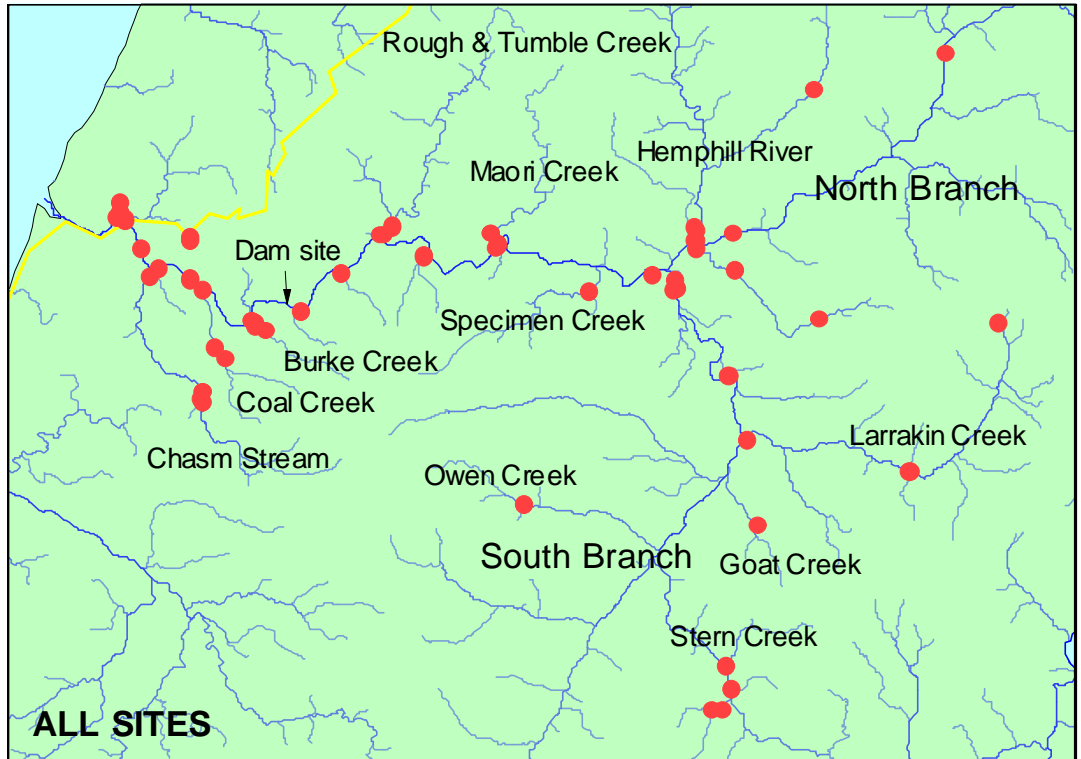 Rough & Tumble Creek
Hemphill River
Maori Creek
North Branch
Dam site
Specimen Creek
Burke Creek
Coal Creek
Larrakin Creek
Chasm Stream
Owen Creek
South Branch
Goat Creek
Stern Creek
ALL SITES